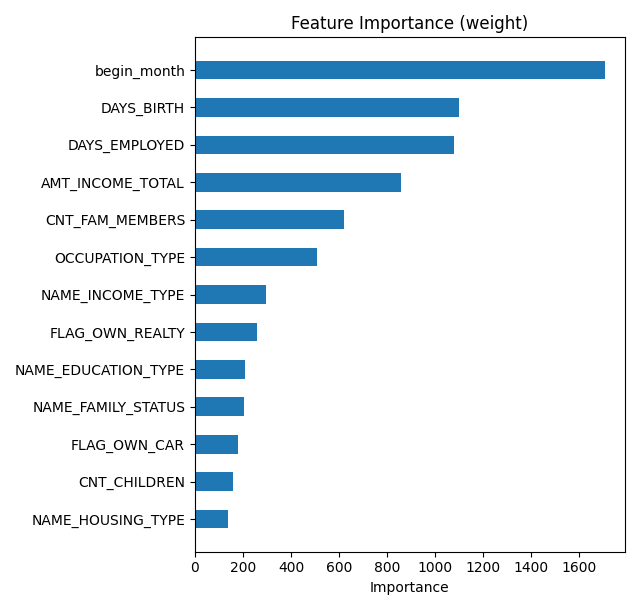 Feature Importance (weight)
begin_month
DAYS_BIRTH
DAYS_EMPLOYED
AMT_INCOME_TOTAL
CNT_FAM_MEMBERS
OCCUPATION_TYPE
NAME_INCOME_TYPE
FLAG_OWN_REALTY
NAME_EDUCATION_TYPE
NAME_FAMILY_STATUS
FLAG_OWN_CAR
CNT_CHILDREN
NAME_HOUSING_TYPE
0 200 400 600 800 1000 1200 1400 1600
Importance